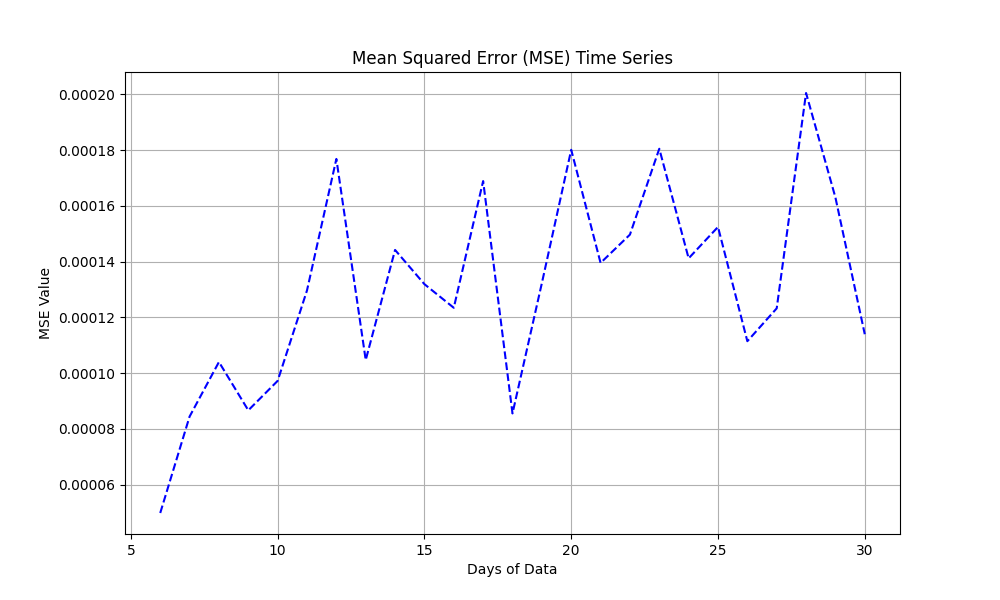 Mean Squared Error (MSE) Time Series
MSE Value
0.00020
0.00018
0.00016
0.00014
0.00012
0.00010
0.00008
0.00006
5 10 15 20 25 30
Days of Data